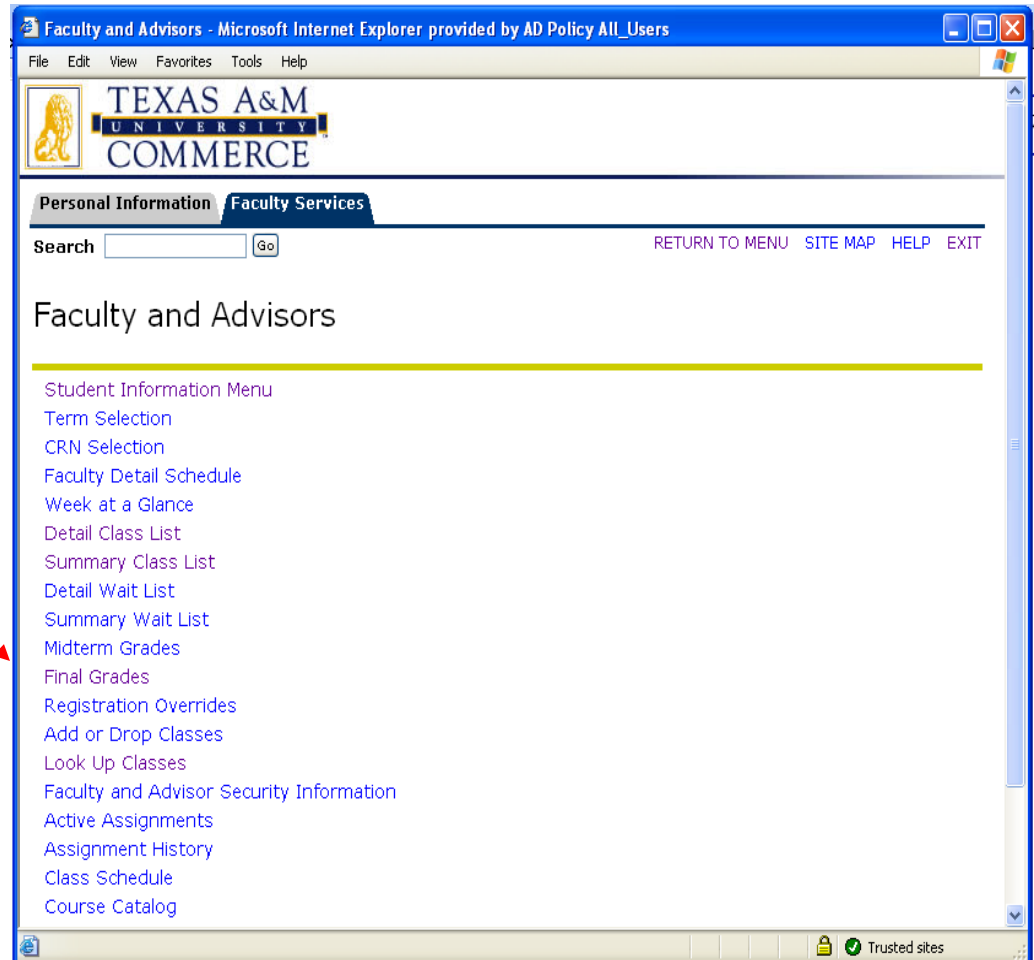 Faculty and Advisors - Microsoft Internet Explorer provided by AD Policy All_Users
File Edit View Favorites Tools Help
TEXAS A&M
UNIVERSITY
COMMERCE
Personal Information Faculty Services
Search Go RETURN TO MENU SITE MAP HELP EXIT
Faculty and Advisors
Student Information Menu
Term Selection
CRN Selection
Faculty Detail Schedule
Week at a Glance
Detail Class List
Summary Class List
Detail Wait List
Summary Wait List
Midterm Grades
Final Grades
Registration Overrides
Add or Drop Classes
Look Up Classes
Faculty and Advisor Security Information
Active Assignments
Assignment History
Class Schedule
Course Catalog
Trusted sites